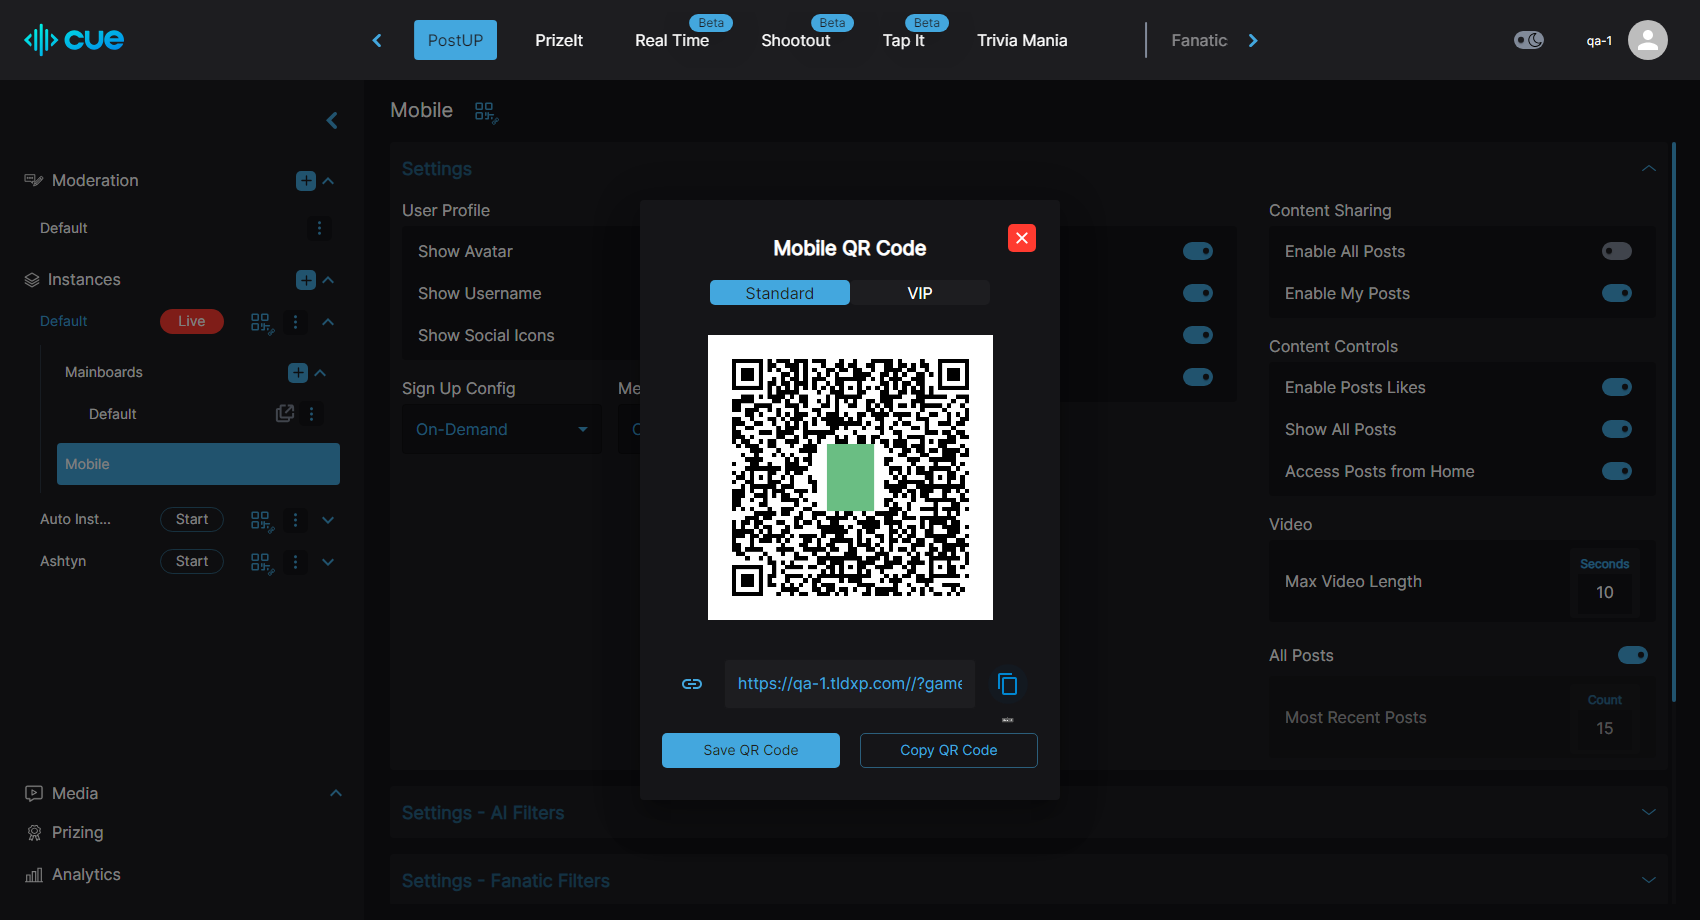 cue
PostUP
PrizeIt
Real Time
Beta
Shootout
Beta
Tap It
Beta
Trivia Mania
Fanatic
qa-1
Moderation
Default
Instances
Default
Live
Mainboards
Default
Mobile
Auto Inst...
Start
Ashtyn
Start
Media
Prizing
Analytics
Mobile
Settings
User Profile
Show Avatar
Show Username
Show Social Icons
Sign Up Config
On-Demand
Me
Mobile QR Code
Standard
VIP
https://qa-1.tldxp.com//?game
Save QR Code
Copy QR Code
Content Sharing
Enable All Posts
Enable My Posts
Content Controls
Enable Posts Likes
Show All Posts
Access Posts from Home
Video
Max Video Length
Seconds
10
All Posts
Most Recent Posts
Count
15
Settings - AI Filters
Settings - Fanatic Filters